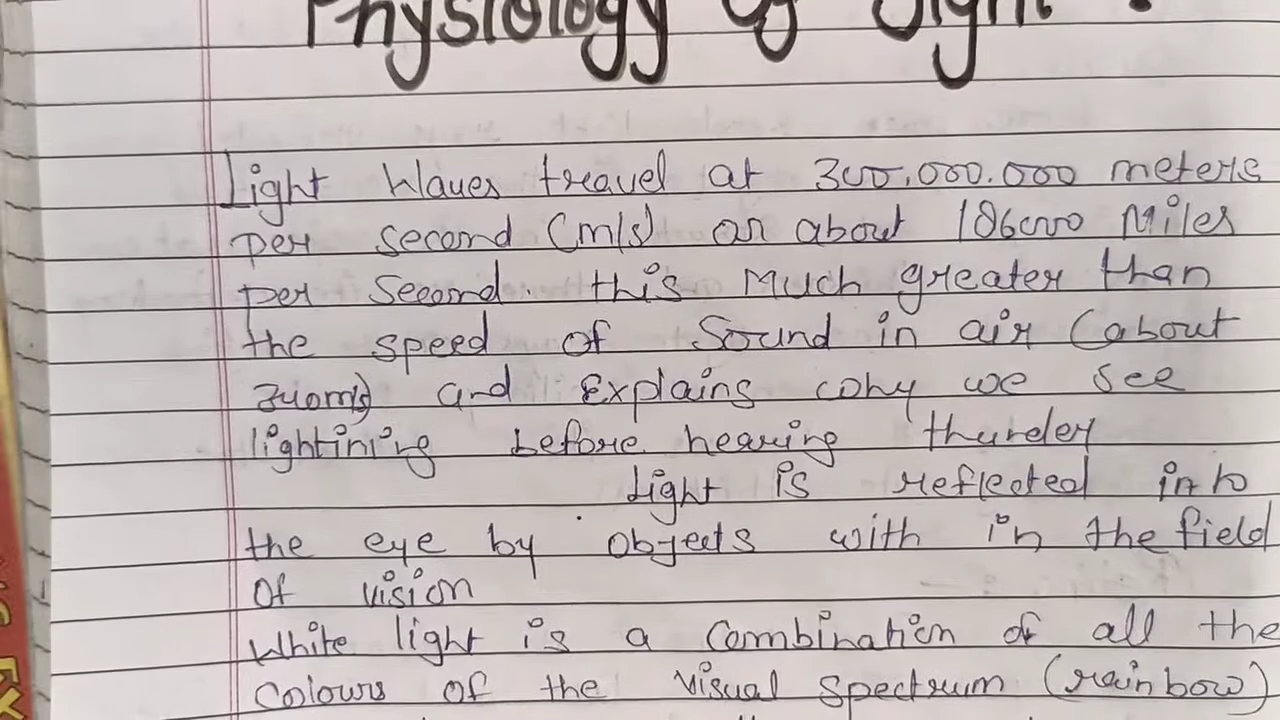 Physiology of Sight :
Light Waves travel at 300,000.000 meters
per second (m/s) or about 186000 Miles
per Second. this Much greater than
the speed of Sound in air (about
340m/s) and Explains why we see
lightining before hearing thunder
Light is reflected into
the eye by objects with in the field
of vision
White light is a Combination of all the
Colours of the Visual Spectrum (rainbow)